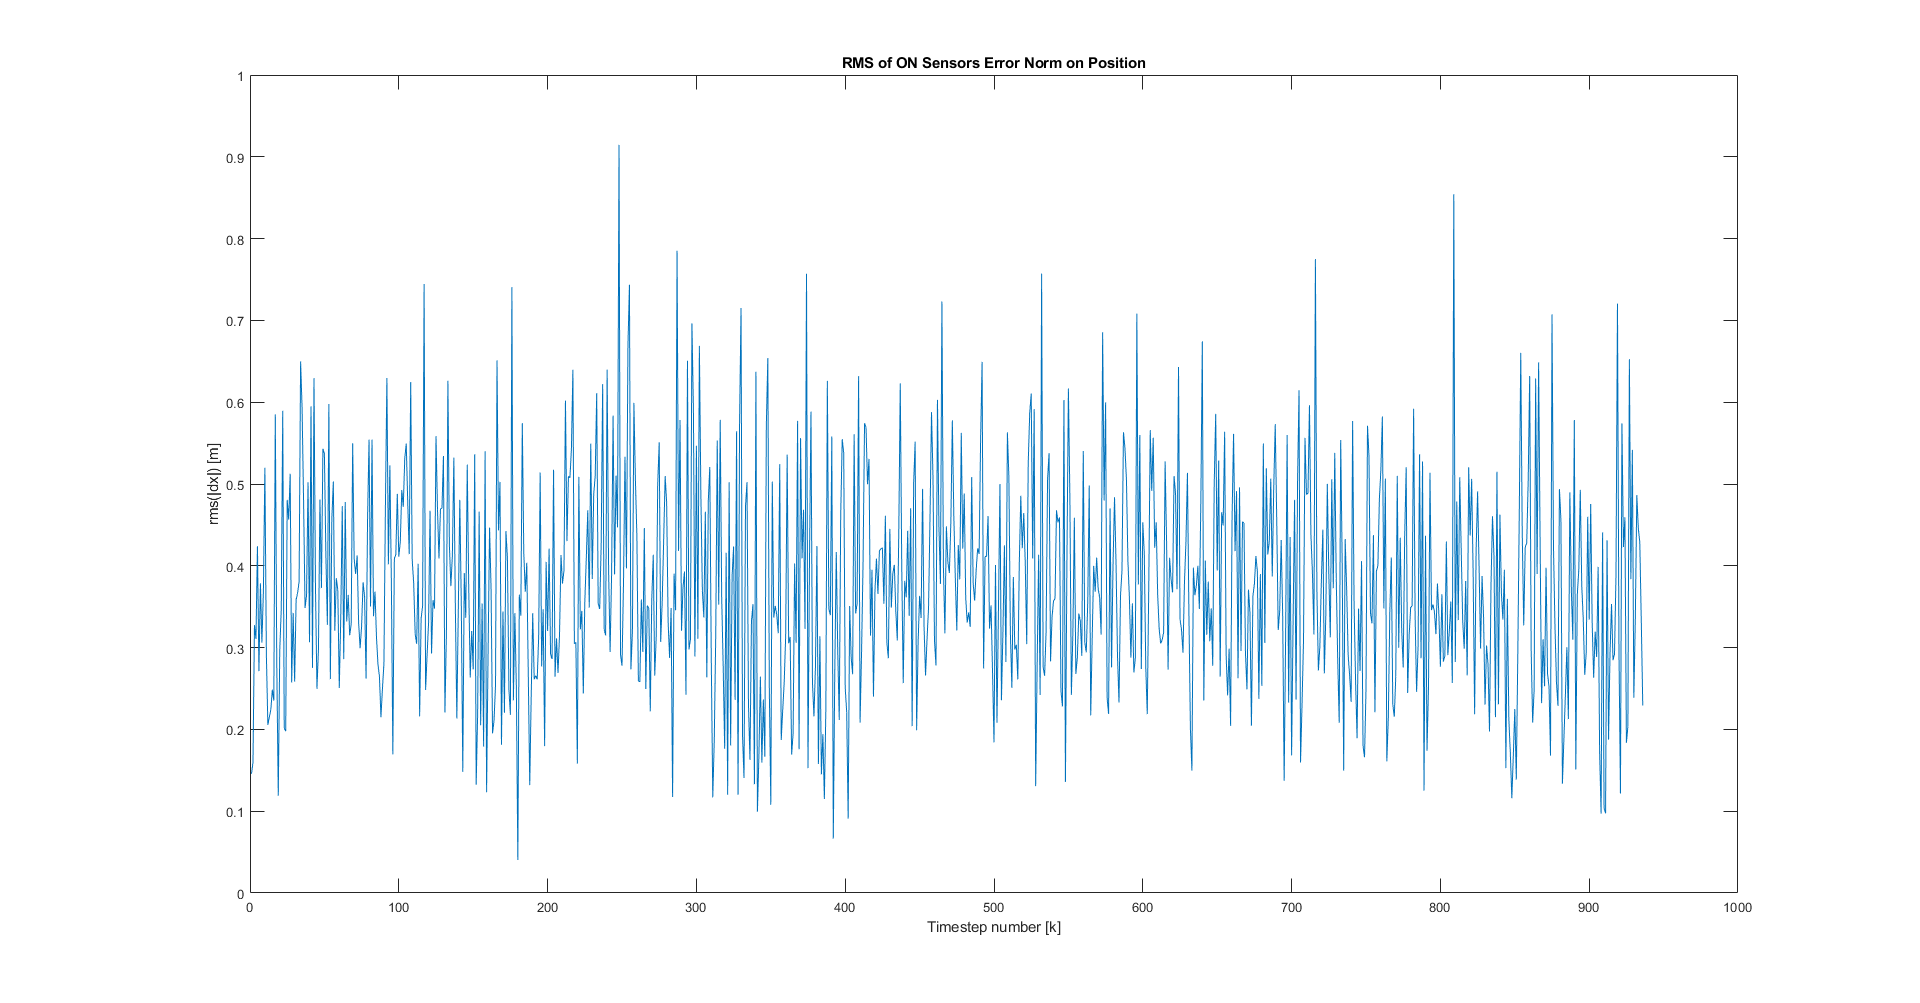 RMS of ON Sensors Error Norm on Position
1
0.9
0.8
0.7
0.6
0.5
0.4
0.3
0.2
0.1
0
rms(|dx|) [m]
0 100 200 300 400 500 600 700 800 900 1000
Timestep number [k]